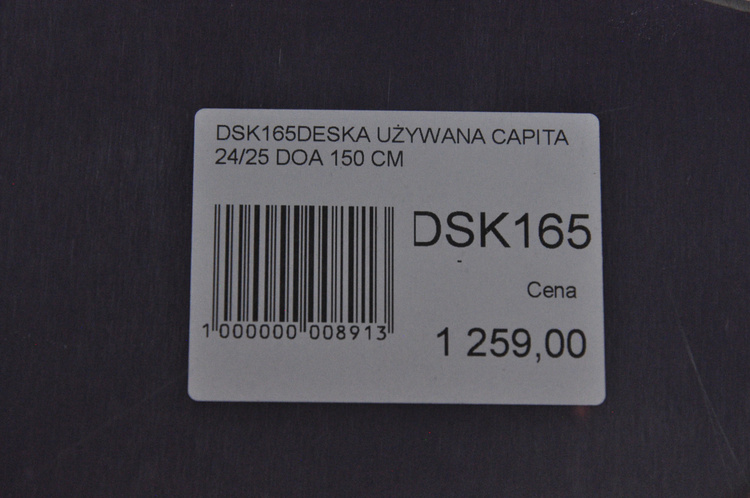 DSK165DESKA UŻYWANA CAPITA
24/25 DOA 150 CM
DSK165
-
Cena
1 259,00
1 000000 008913